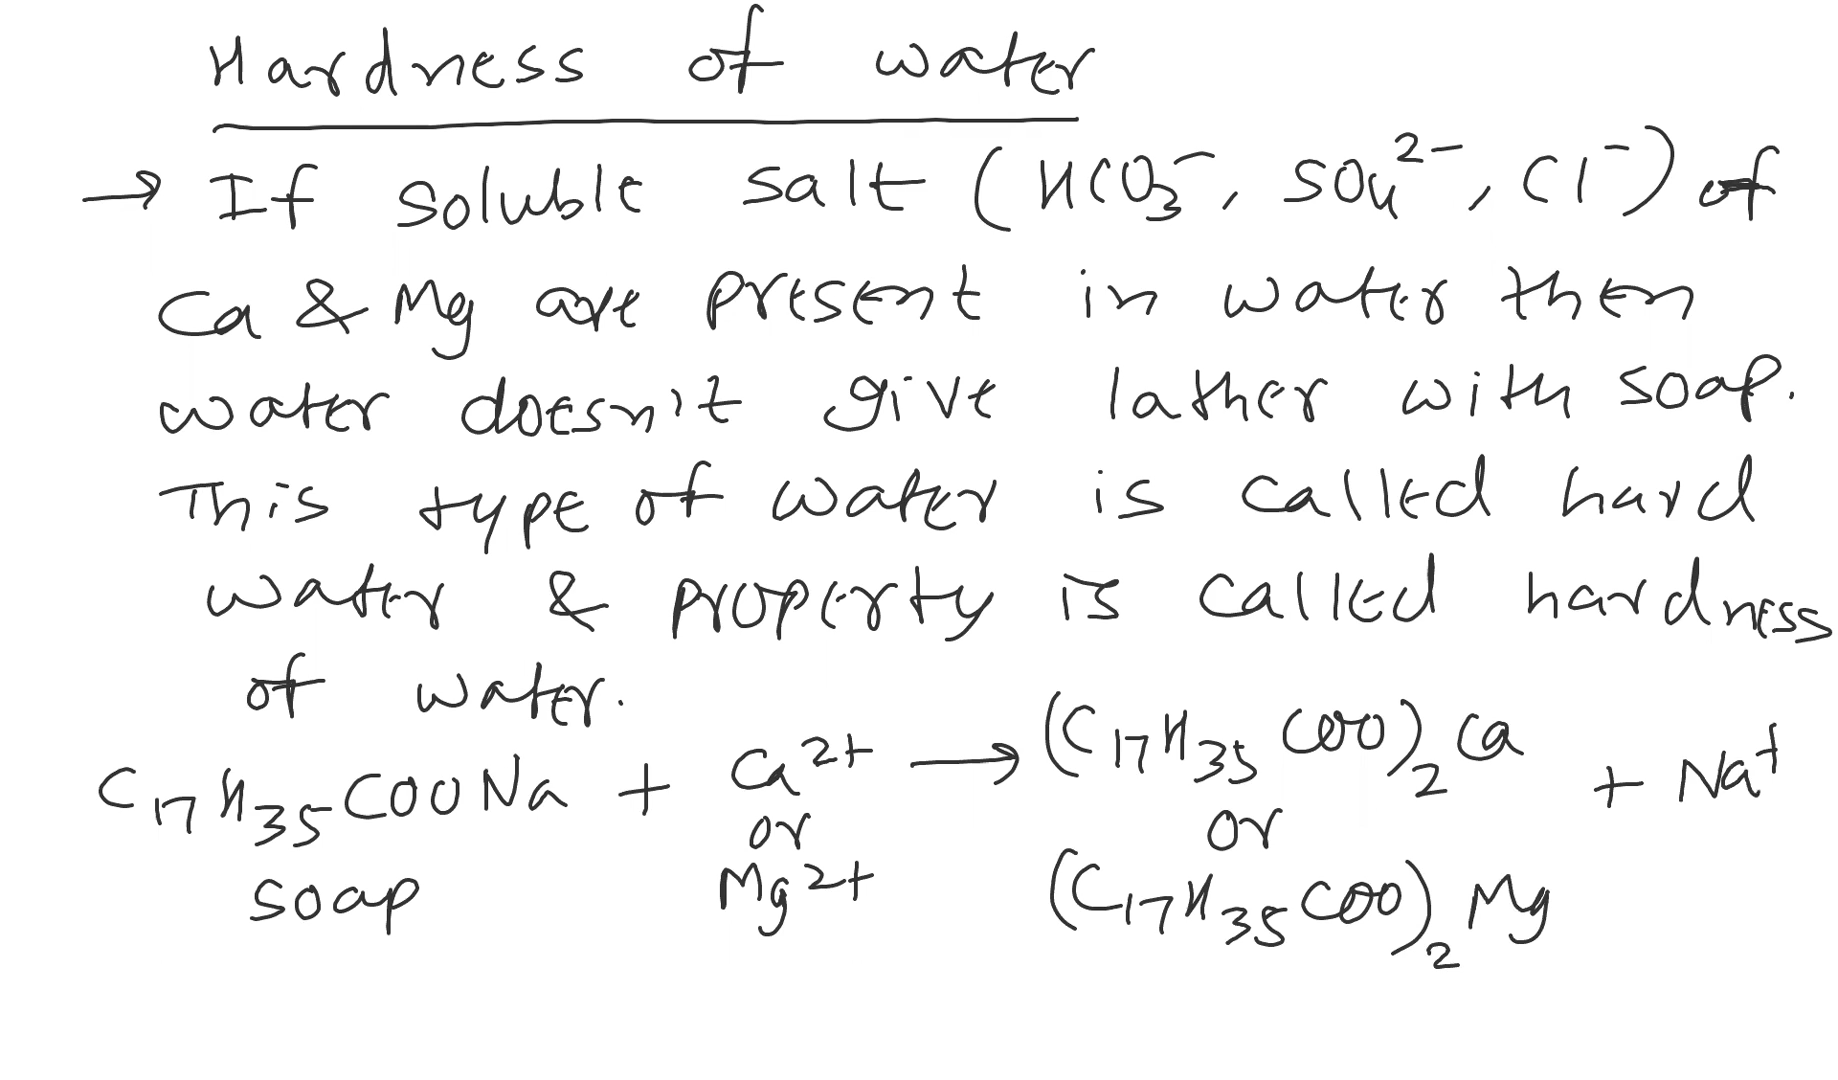 Hardness of water
→ If soluble salt (HCO₃⁻, SO₄²⁻, Cl⁻) of
Ca & Mg are present in water then
water doesn't give lather with soap.
This type of water is called hard
water & property is called hardness
of water.
C₁₇H₃₅COONa + Ca²⁺ → (C₁₇H₃₅COO)₂Ca + Na⁺
or or
soap Mg²⁺ (C₁₇H₃₅COO)₂Mg